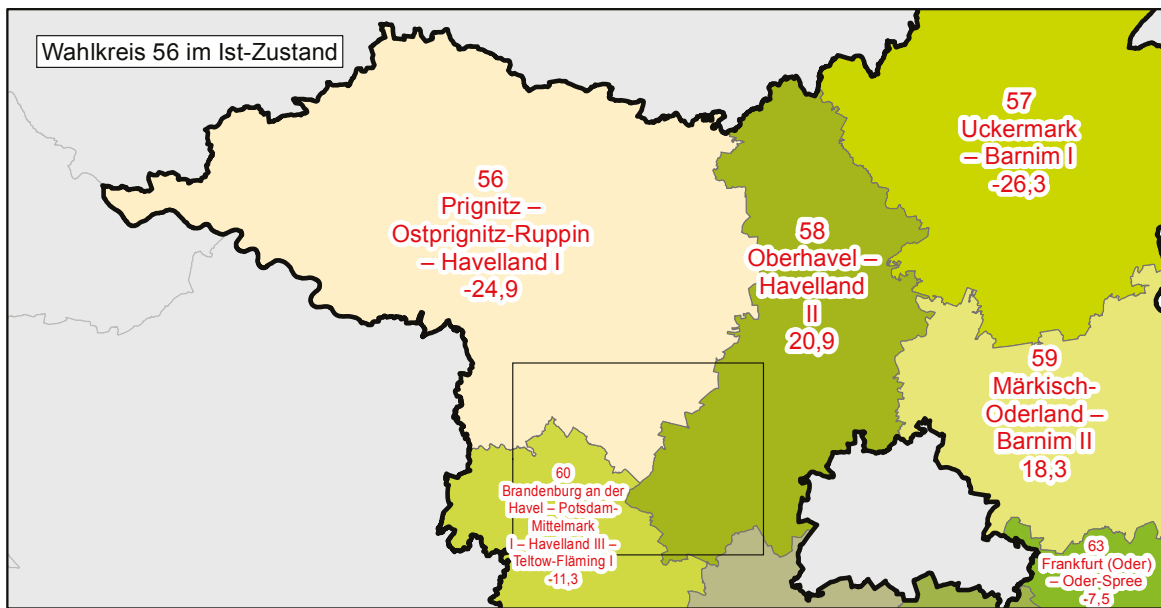 Wahlkreis 56 im Ist-Zustand
57
Uckermark
– Barnim I
-26,3
56
Prignitz –
Ostprignitz-Ruppin
– Havelland I
-24,9
58
Oberhavel –
Havelland
II
20,9
59
Märkisch-
Oderland –
Barnim II
18,3
60
Brandenburg an der
Havel – Potsdam-
Mittelmark
I – Havelland III –
Teltow-Fläming I
-11,3
63
Frankfurt (Oder)
– Oder-Spree
-7,5